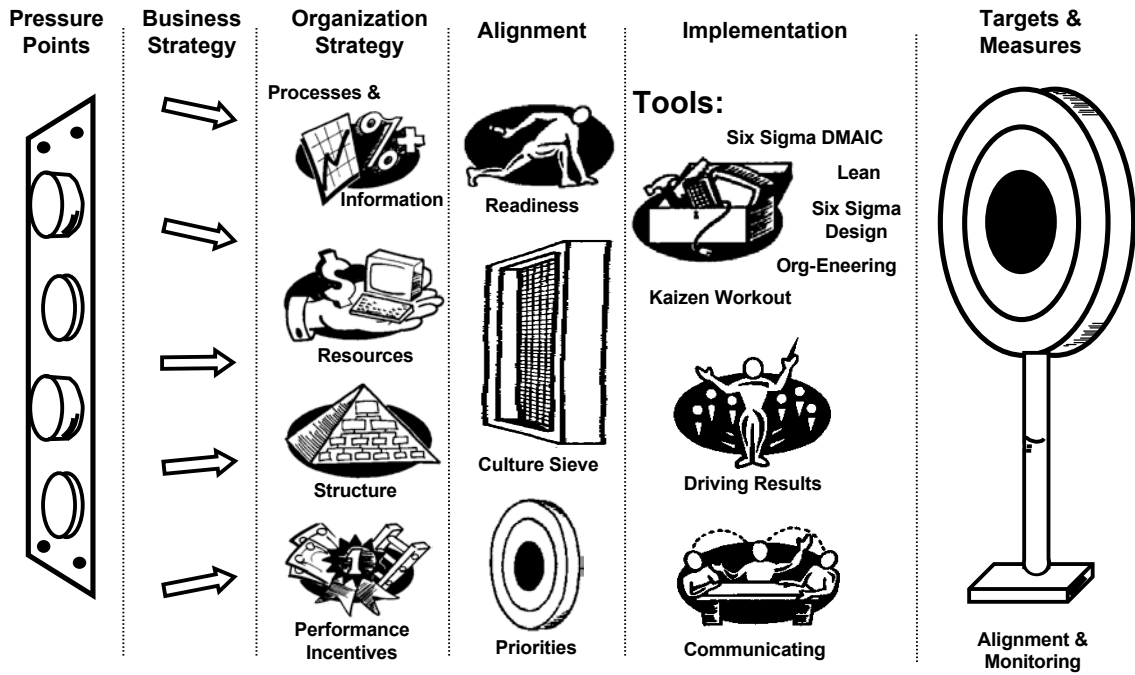 Pressure
Points
Business
Strategy
Organization
Strategy
Alignment
Implementation
Targets &
Measures
Processes &
Information
Resources
Structure
Performance
Incentives
Readiness
Culture Sieve
Priorities
Tools:
Six Sigma DMAIC
Lean
Six Sigma
Design
Org-Eneering
Kaizen Workout
Driving Results
Communicating
Alignment &
Monitoring